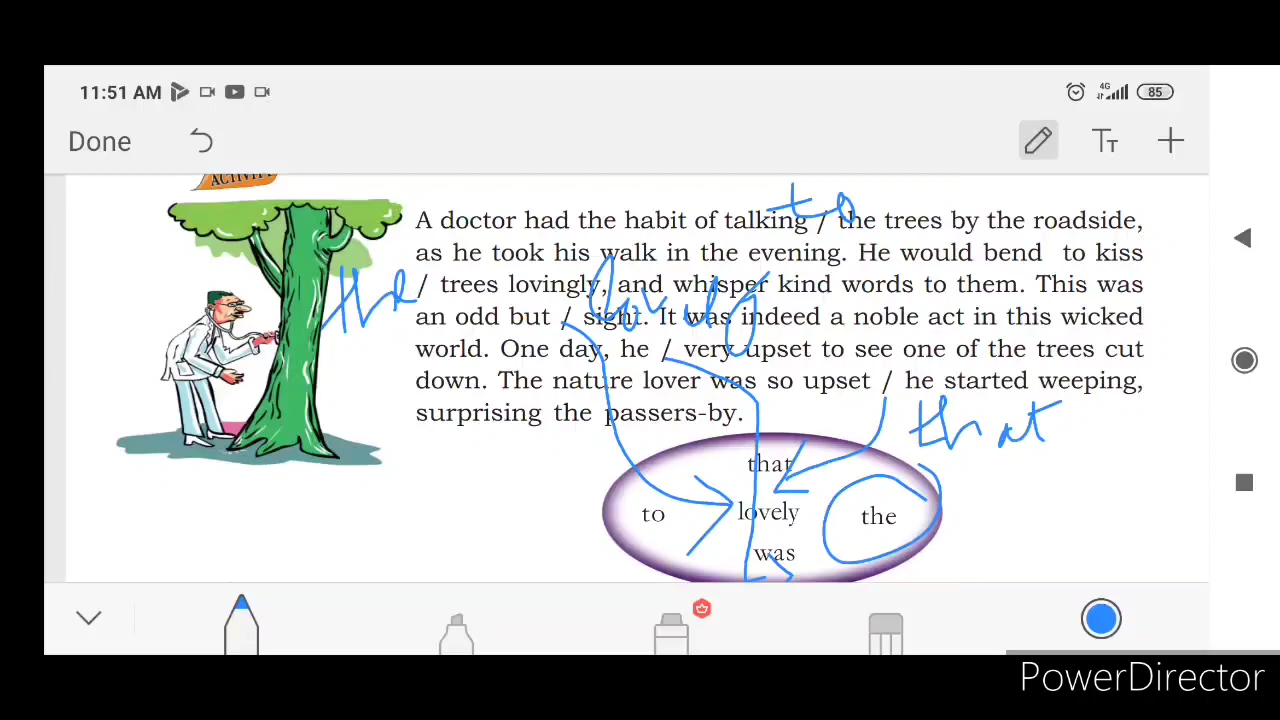 11:51 AM
4G
85
Done
TT
ACTIVITY
to
A doctor had the habit of talking / the trees by the roadside,
as he took his walk in the evening. He would bend to kiss
the / trees lovingly, and whisper kind words to them. This was
lovely
an odd but / sight. It was indeed a noble act in this wicked
world. One day, he / very upset to see one of the trees cut
down. The nature lover was so upset / he started weeping,
surprising the passers-by.
that
that
to lovely the
was
PowerDirector